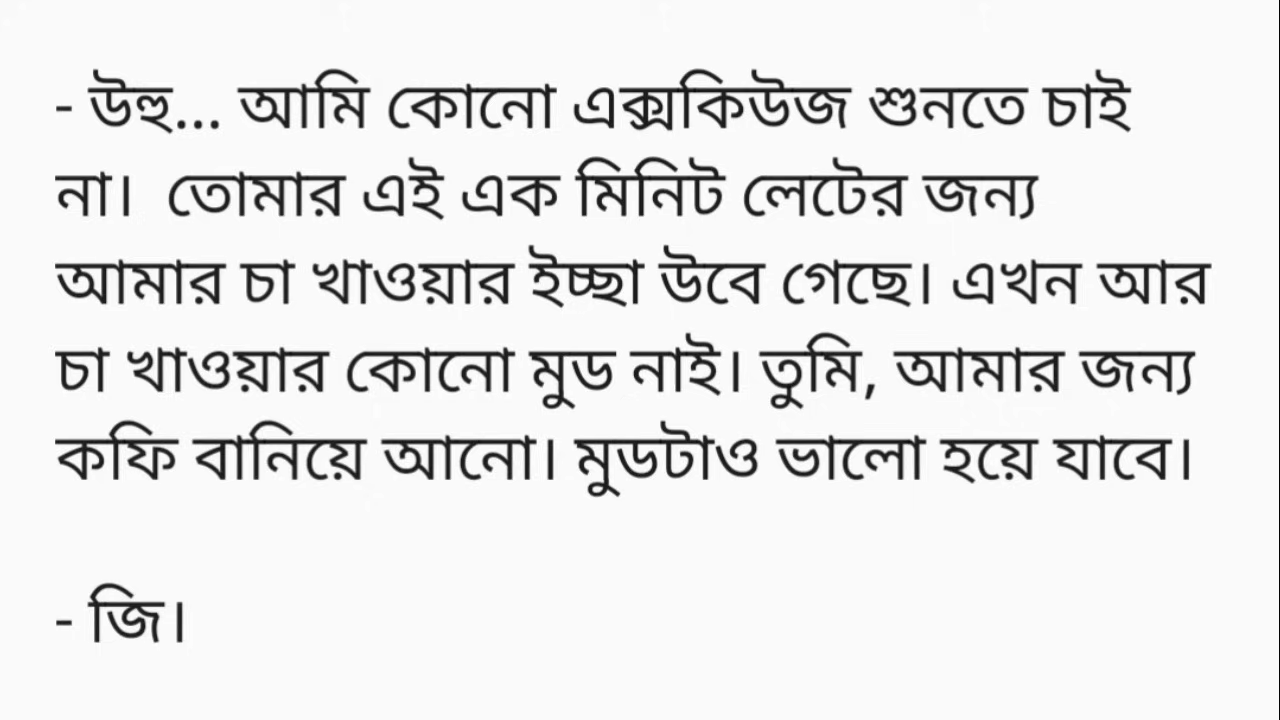 - উহু... আমি কোনো এক্সকিউজ শুনতে চাই
না। তোমার এই এক মিনিট লেটের জন্য
আমার চা খাওয়ার ইচ্ছা উবে গেছে। এখন আর
চা খাওয়ার কোনো মুড নাই। তুমি, আমার জন্য
কফি বানিয়ে আনো। মুডটাও ভালো হয়ে যাবে।
- জি।